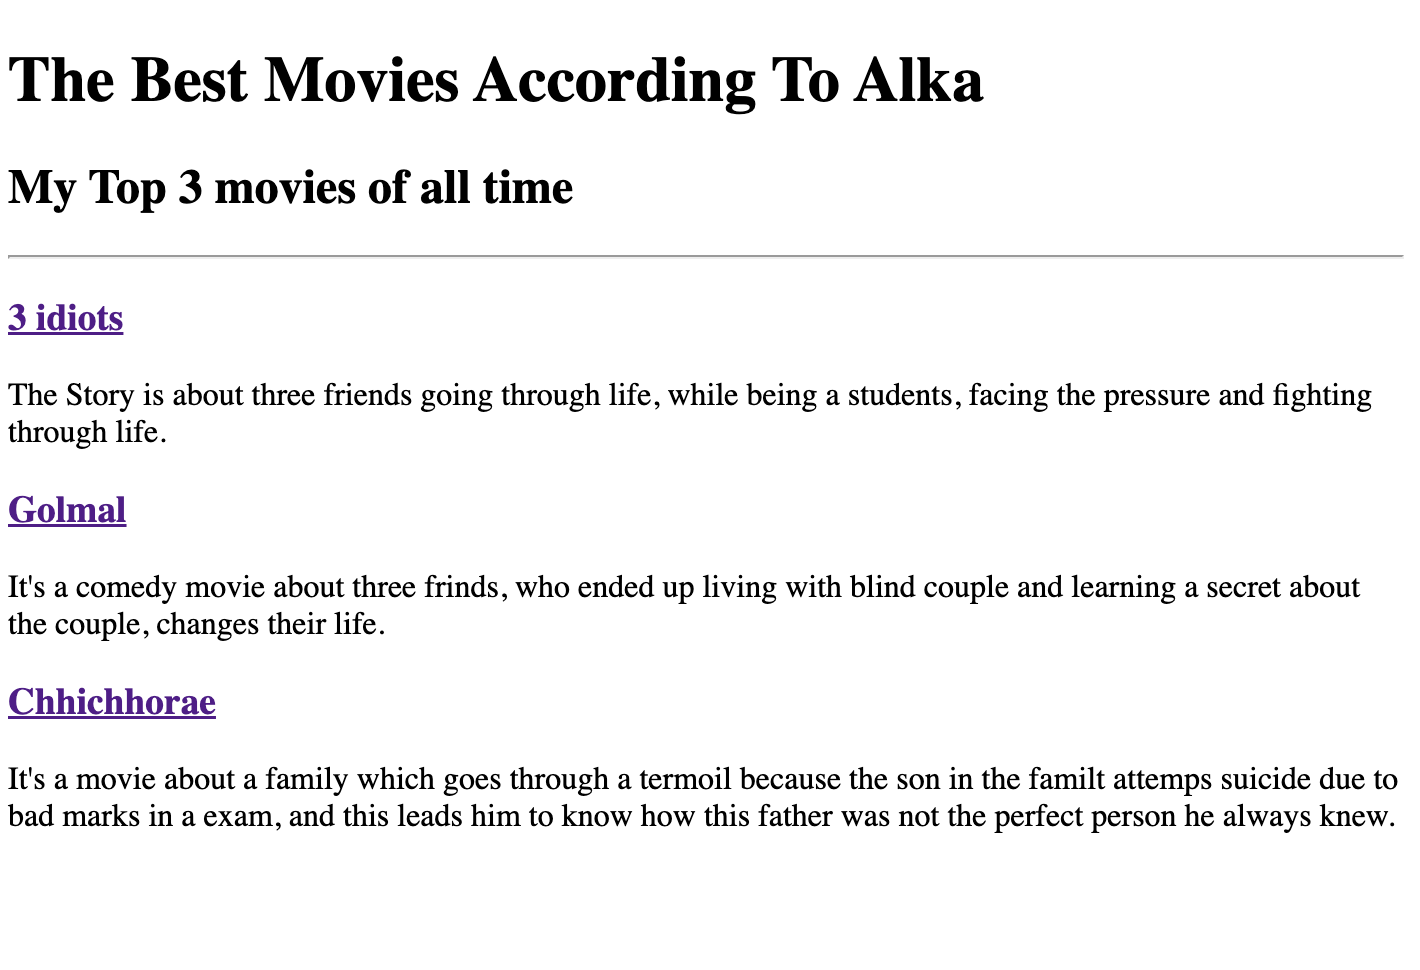 The Best Movies According To Alka
My Top 3 movies of all time
3 idiots
The Story is about three friends going through life, while being a students, facing the pressure and fighting
through life.
Golmal
It's a comedy movie about three frinds, who ended up living with blind couple and learning a secret about
the couple, changes their life.
Chhichhorae
It's a movie about a family which goes through a termoil because the son in the familt attemps suicide due to
bad marks in a exam, and this leads him to know how this father was not the perfect person he always knew.